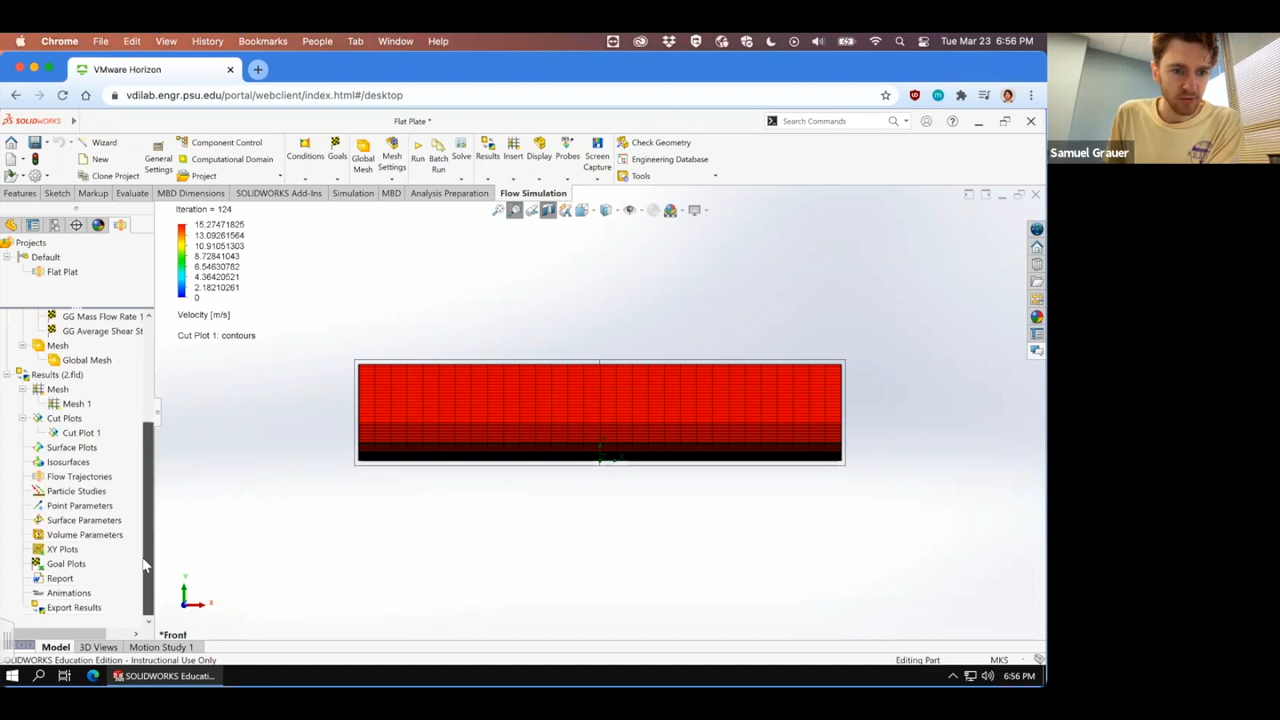 Chrome File Edit View History Bookmarks People Tab Window Help Tue Mar 23 6:56 PM
VMware Horizon
vdilab.engr.psu.edu/portal/webclient/index.html#/desktop
SOLIDWORKS Flat Plate * Search Commands
Wizard
New
Clone Project
General Settings
Component Control
Computational Domain
Project
Conditions
Goals
Global Mesh
Mesh Settings
Run
Batch Run
Solve
Results
Insert
Display
Probes
Screen Capture
Check Geometry
Engineering Database
Tools
Features Sketch Markup Evaluate MBD Dimensions SOLIDWORKS Add-Ins Simulation MBD Analysis Preparation Flow Simulation
Samuel Grauer
Iteration = 124
15.27471825
13.09261564
10.91051303
8.72841043
6.54630782
4.36420521
2.18210261
0
Velocity [m/s]
Cut Plot 1: contours
Projects
Default
Flat Plat
GG Mass Flow Rate 1
GG Average Shear St
Mesh
Global Mesh
Results (2.fld)
Mesh
Mesh 1
Cut Plots
Cut Plot 1
Surface Plots
Isosurfaces
Flow Trajectories
Particle Studies
Point Parameters
Surface Parameters
Volume Parameters
XY Plots
Goal Plots
Report
Animations
Export Results
Y
X
*Front
Model 3D Views Motion Study 1
SOLIDWORKS Education Edition - Instructional Use Only Editing Part MKS
SOLIDWORKS Educati... 6:56 PM